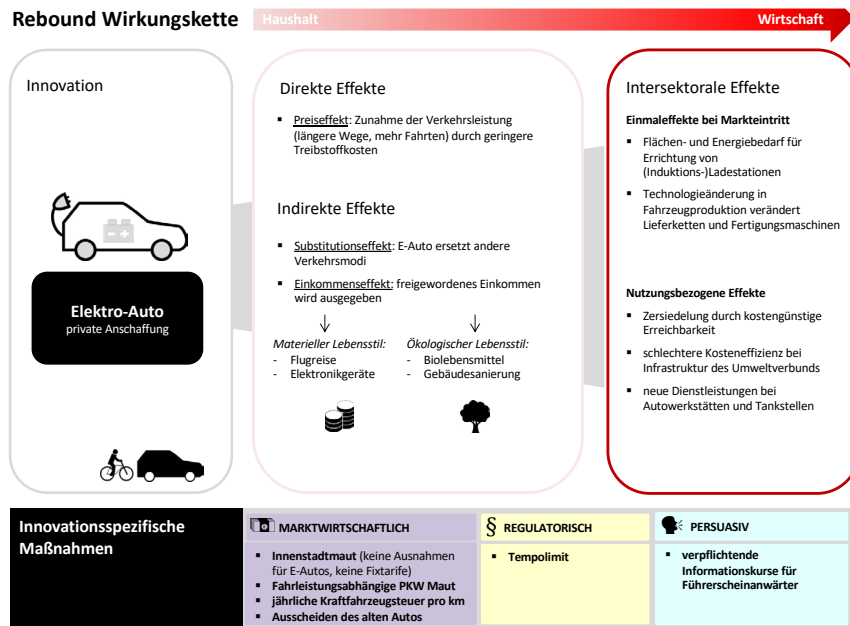 Rebound Wirkungskette
Haushalt
Wirtschaft
Innovation
Elektro-Auto
private Anschaffung
Direkte Effekte
▪ Preiseffekt: Zunahme der Verkehrsleistung
(längere Wege, mehr Fahrten) durch geringere
Treibstoffkosten
Indirekte Effekte
▪ Substitutionseffekt: E-Auto ersetzt andere
Verkehrsmodi
▪ Einkommenseffekt: freigewordenes Einkommen
wird ausgegeben
Materieller Lebensstil:
- Flugreise
- Elektronikgeräte
Ökologischer Lebensstil:
- Biolebensmittel
- Gebäudesanierung
Intersektorale Effekte
Einmaleffekte bei Markteintritt
▪ Flächen- und Energiebedarf für
Errichtung von
(Induktions-)Ladestationen
▪ Technologieänderung in
Fahrzeugproduktion verändert
Lieferketten und Fertigungsmaschinen
Nutzungsbezogene Effekte
▪ Zersiedelung durch kostengünstige
Erreichbarkeit
▪ schlechtere Kosteneffizienz bei
Infrastruktur des Umweltverbunds
▪ neue Dienstleistungen bei
Autowerkstätten und Tankstellen
Innovationsspezifische
Maßnahmen
MARKTWIRTSCHAFTLICH
▪ Innenstadtmaut (keine Ausnahmen
für E-Autos, keine Fixtarife)
▪ Fahrleistungsabhängige PKW Maut
▪ jährliche Kraftfahrzeugsteuer pro km
▪ Ausscheiden des alten Autos
§ REGULATORISCH
▪ Tempolimit
PERSUASIV
▪ verpflichtende
Informationskurse für
Führerscheinanwärter